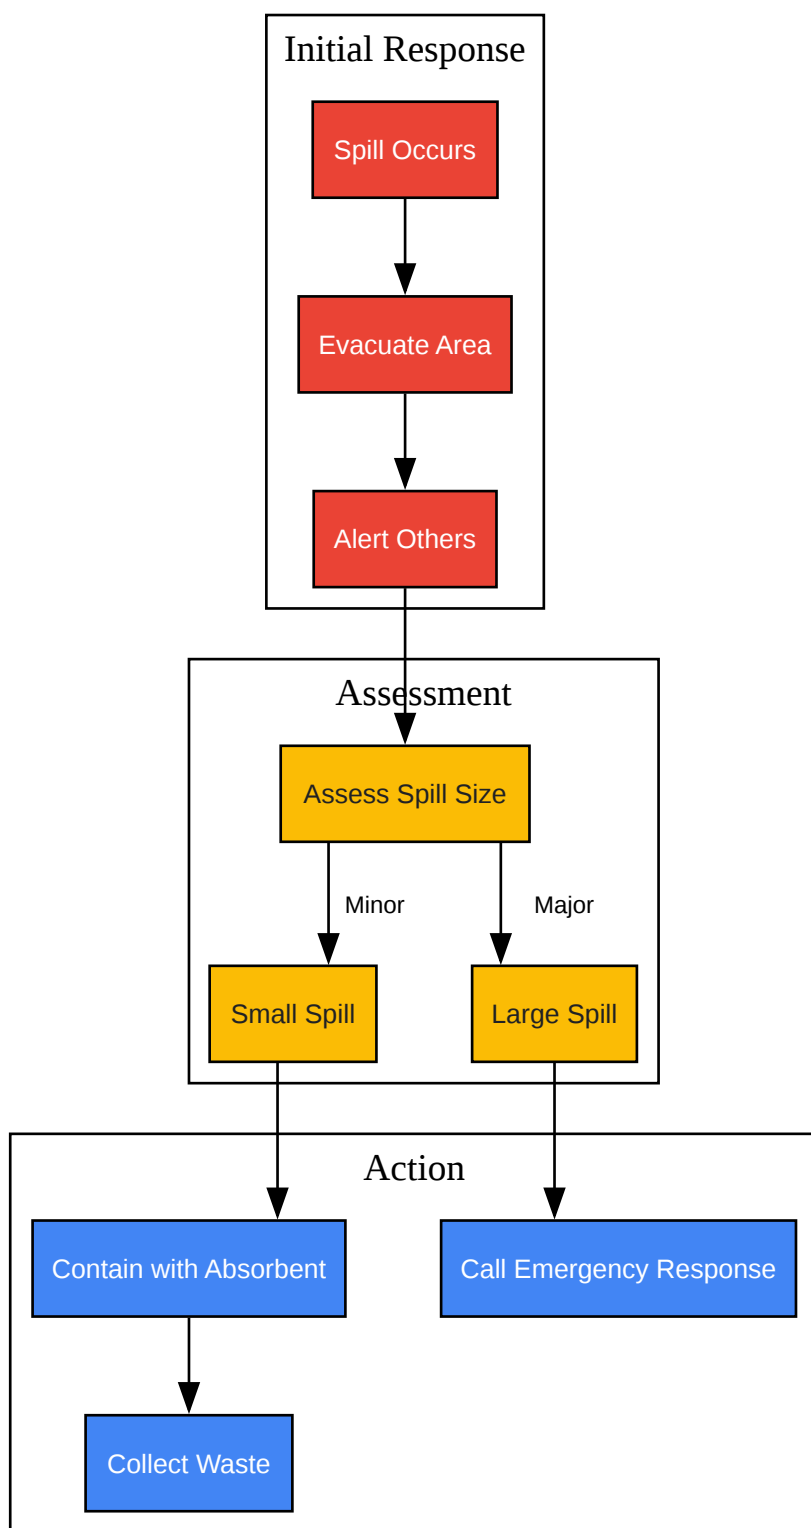 Initial Response
Spill Occurs
Evacuate Area
Alert Others
Assessment
Assess Spill Size
Minor
Major
Small Spill
Large Spill
Action
Contain with Absorbent
Call Emergency Response
Collect Waste